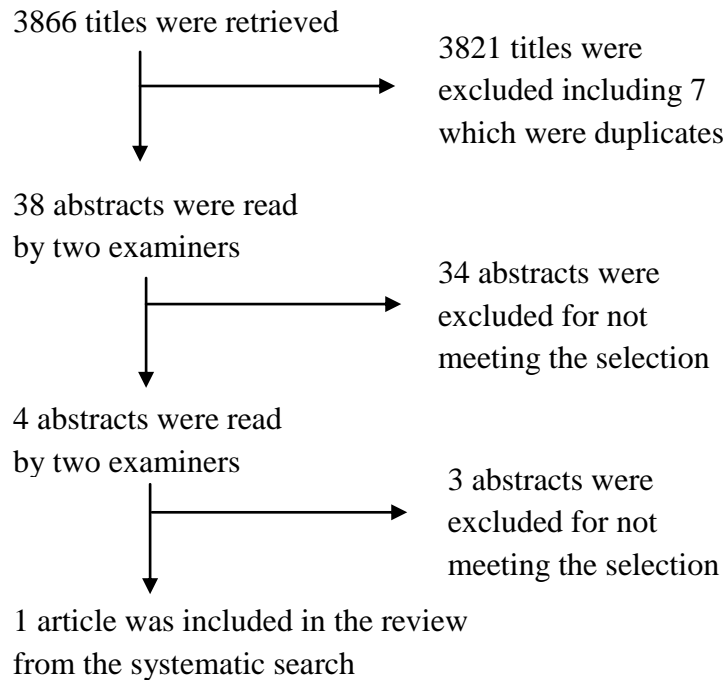 3866 titles were retrieved
3821 titles were
excluded including 7
which were duplicates
38 abstracts were read
by two examiners
34 abstracts were
excluded for not
meeting the selection
4 abstracts were read
by two examiners
3 abstracts were
excluded for not
meeting the selection
1 article was included in the review
from the systematic search